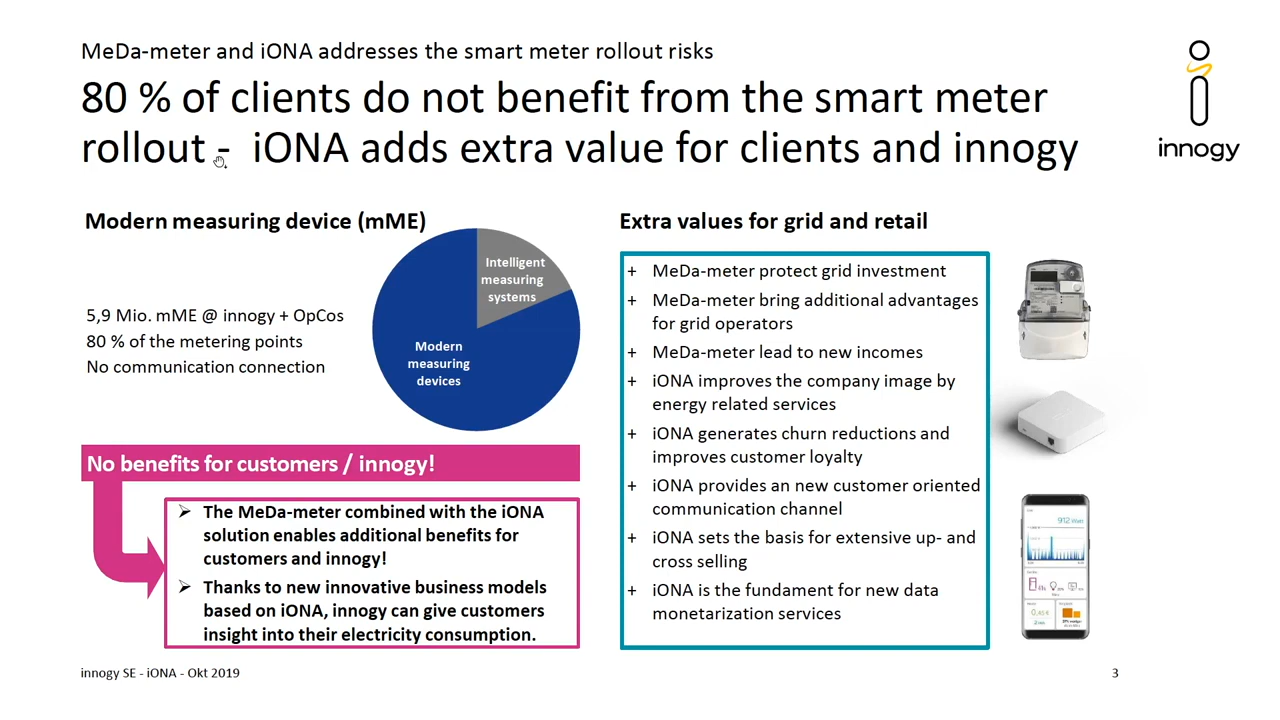 MeDa-meter and iONA addresses the smart meter rollout risks
80 % of clients do not benefit from the smart meter
rollout - iONA adds extra value for clients and innogy
innogy
Modern measuring device (mME)
5,9 Mio. mME @ innogy + OpCos
80 % of the metering points
No communication connection
Intelligent
measuring
systems
Modern
measuring
devices
No benefits for customers / innogy!
➢ The MeDa-meter combined with the iONA
solution enables additional benefits for
customers and innogy!
➢ Thanks to new innovative business models
based on iONA, innogy can give customers
insight into their electricity consumption.
Extra values for grid and retail
+ MeDa-meter protect grid investment
+ MeDa-meter bring additional advantages
for grid operators
+ MeDa-meter lead to new incomes
+ iONA improves the company image by
energy related services
+ iONA generates churn reductions and
improves customer loyalty
+ iONA provides an new customer oriented
communication channel
+ iONA sets the basis for extensive up- and
cross selling
+ iONA is the fundament for new data
monetarization services
912 Watt
innogy SE - iONA - Okt 2019
3